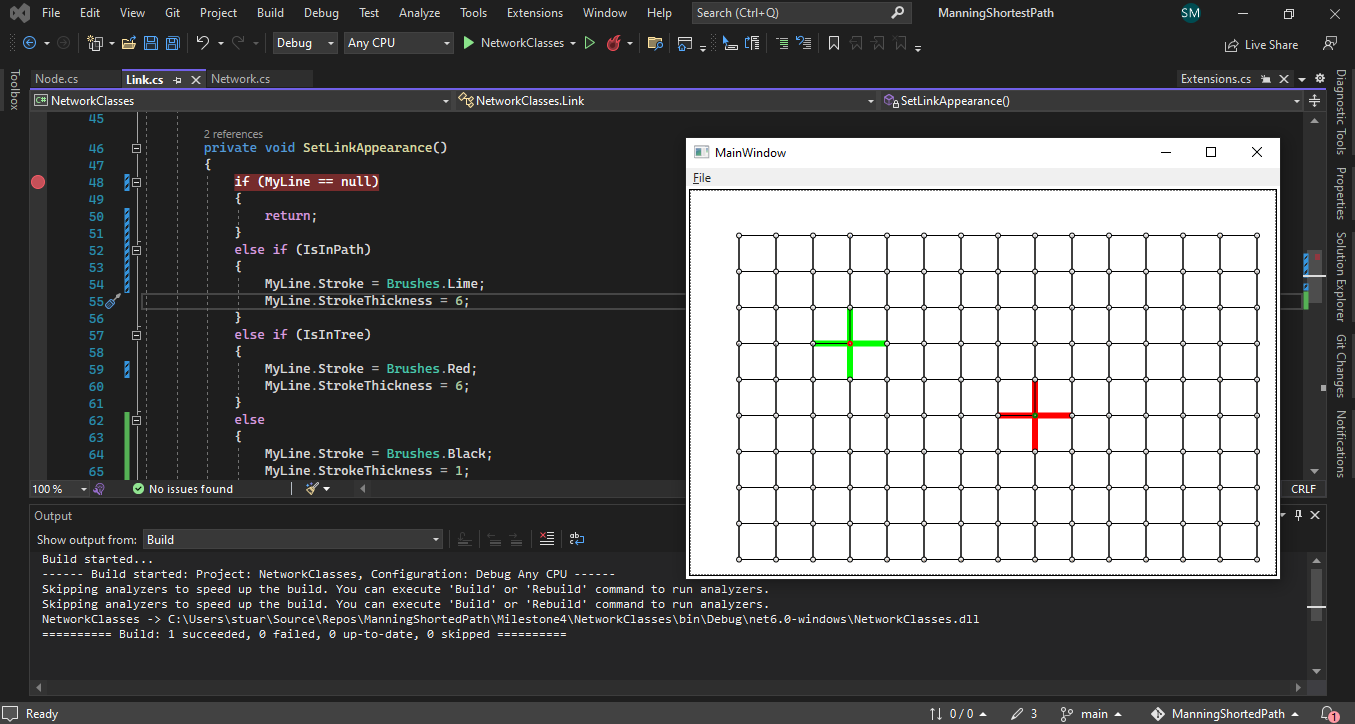 File Edit View Git Project Build Debug Test Analyze Tools Extensions Window Help Search (Ctrl+Q) ManningShortestPath SM
Debug Any CPU NetworkClasses Live Share
Toolbox
Node.cs Link.cs Network.cs Extensions.cs
C# NetworkClasses NetworkClasses.Link SetLinkAppearance()
45
2 references
46 private void SetLinkAppearance()
47 {
48 if (MyLine == null)
49 {
50 return;
51 }
52 else if (IsInPath)
53 {
54 MyLine.Stroke = Brushes.Lime;
55 MyLine.StrokeThickness = 6;
56 }
57 else if (IsInTree)
58 {
59 MyLine.Stroke = Brushes.Red;
60 MyLine.StrokeThickness = 6;
61 }
62 else
63 {
64 MyLine.Stroke = Brushes.Black;
65 MyLine.StrokeThickness = 1;
100 % No issues found CRLF
MainWindow
File
Diagnostic Tools
Properties
Solution Explorer
Git Changes
Notifications
Output
Show output from: Build
Build started...
------ Build started: Project: NetworkClasses, Configuration: Debug Any CPU ------
Skipping analyzers to speed up the build. You can execute 'Build' or 'Rebuild' command to run analyzers.
Skipping analyzers to speed up the build. You can execute 'Build' or 'Rebuild' command to run analyzers.
NetworkClasses -> C:\Users\stuar\Source\Repos\ManningShortedPath\Milestone4\NetworkClasses\bin\Debug\net6.0-windows\NetworkClasses.dll
========== Build: 1 succeeded, 0 failed, 0 up-to-date, 0 skipped ==========
Ready 0 / 0 3 main ManningShortedPath 1